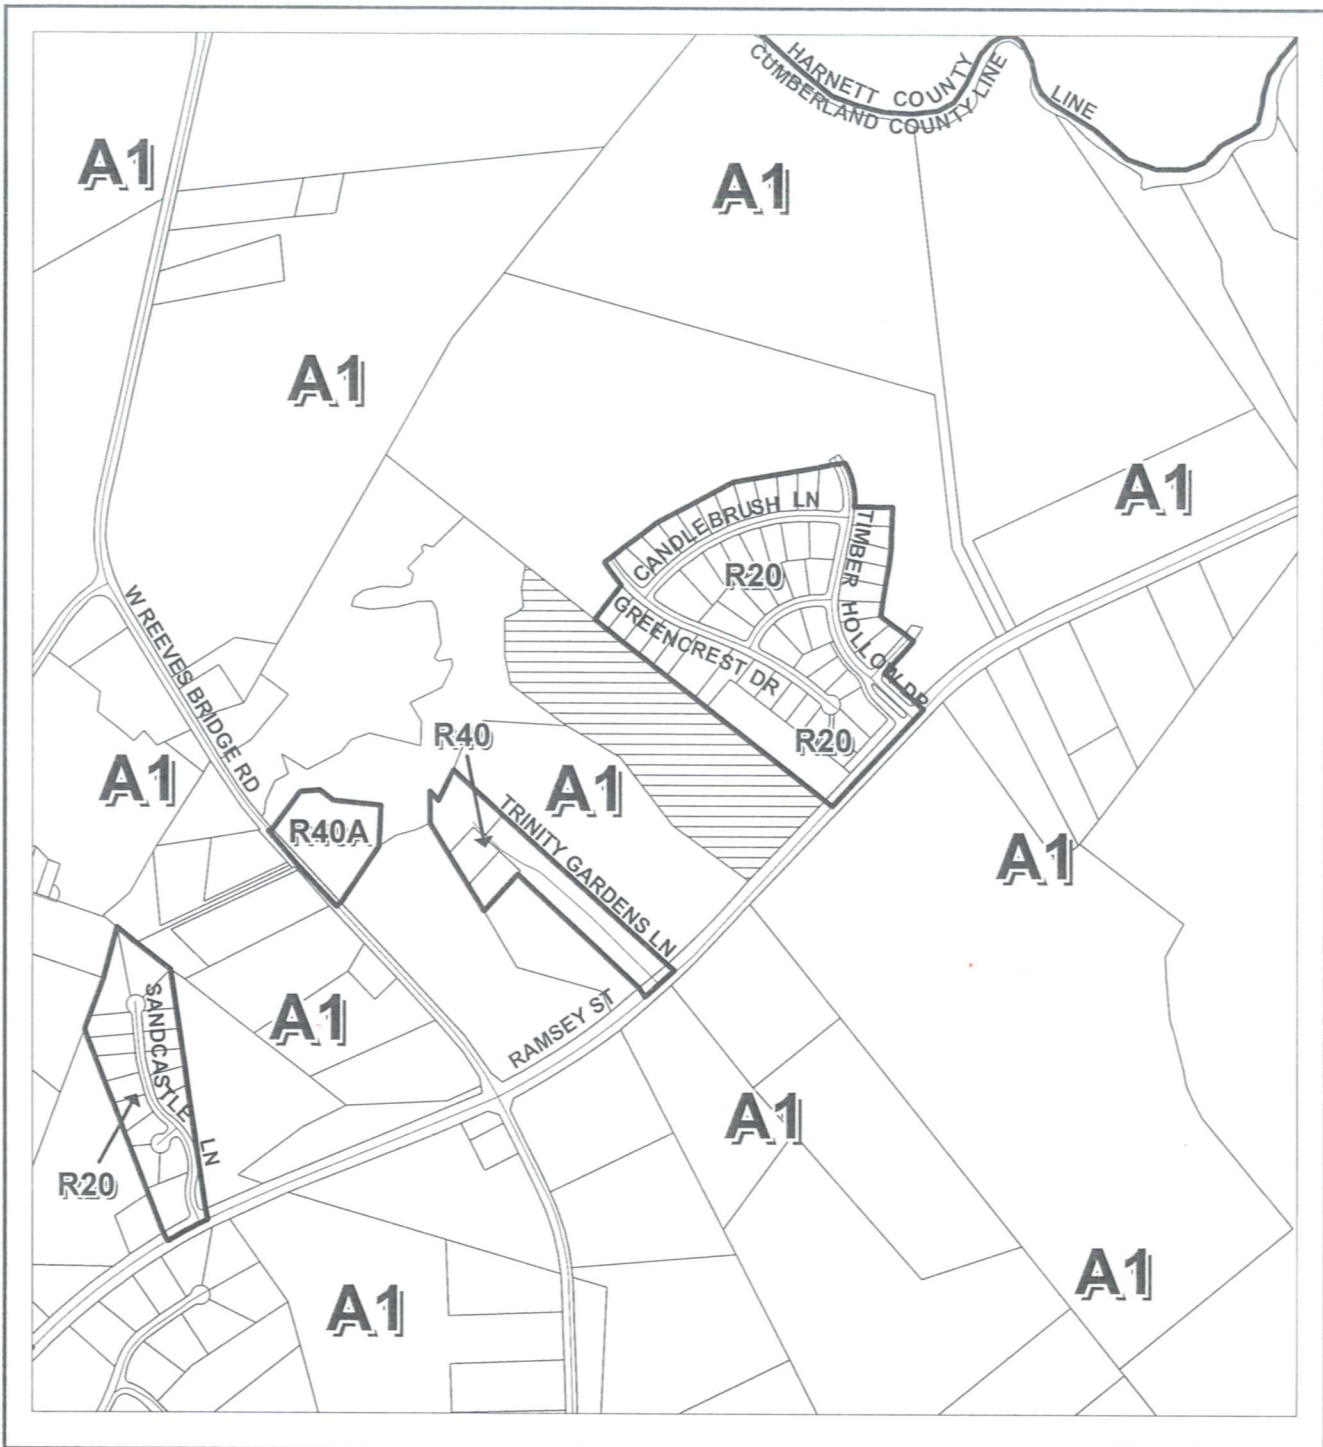 HARNETT COUNTY LINE
CUMBERLAND COUNTY LINE
A1
A1
A1
A1
CANDLEBRUSH LN
TIMBER HOLLOW DR
R20
GREENCREST DR
W REEVES BRIDGE RD
R40
R20
A1
A1
TRINITY GARDENS LN
R40A
A1
SANDCASTLE LN
A1
RAMSEY ST
A1
R20
A1
A1